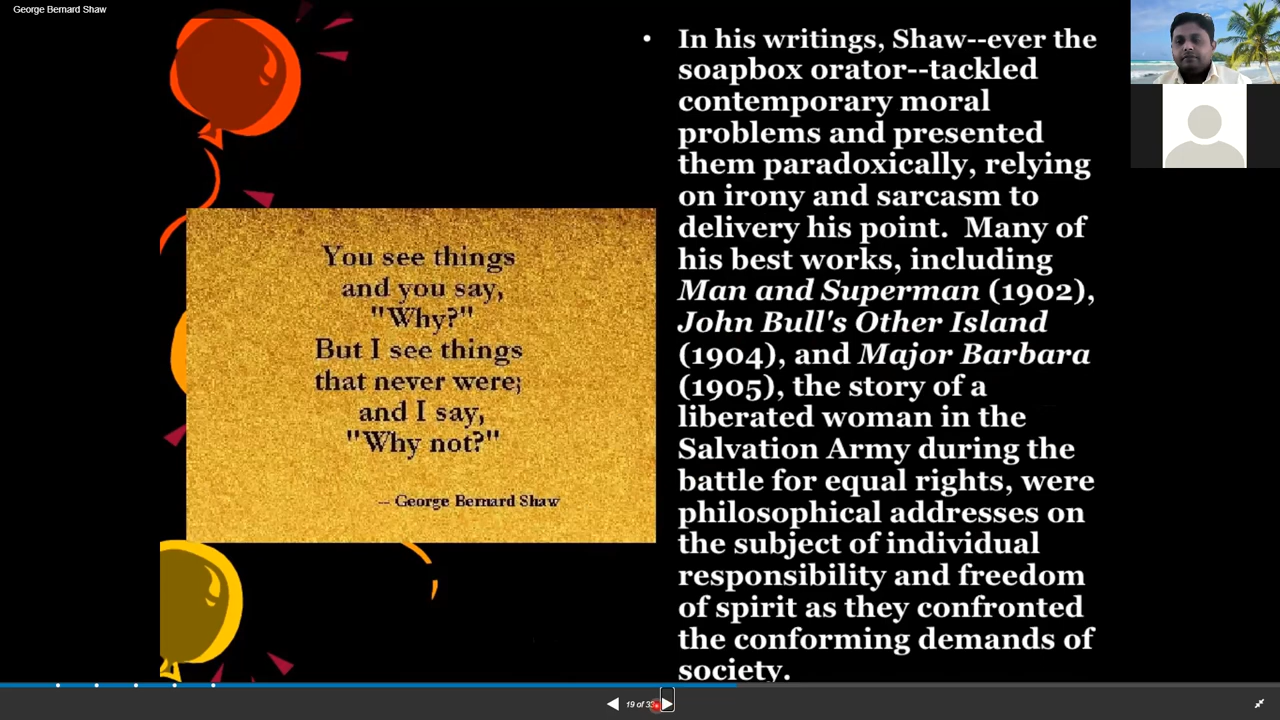 George Bernard Shaw
You see things
and you say,
"Why?"
But I see things
that never were;
and I say,
"Why not?"
-- George Bernard Shaw
• In his writings, Shaw--ever the
soapbox orator--tackled
contemporary moral
problems and presented
them paradoxically, relying
on irony and sarcasm to
delivery his point.  Many of
his best works, including
Man and Superman (1902),
John Bull's Other Island
(1904), and Major Barbara
(1905), the story of a
liberated woman in the
Salvation Army during the
battle for equal rights, were
philosophical addresses on
the subject of individual
responsibility and freedom
of spirit as they confronted
the conforming demands of
society.
19 of